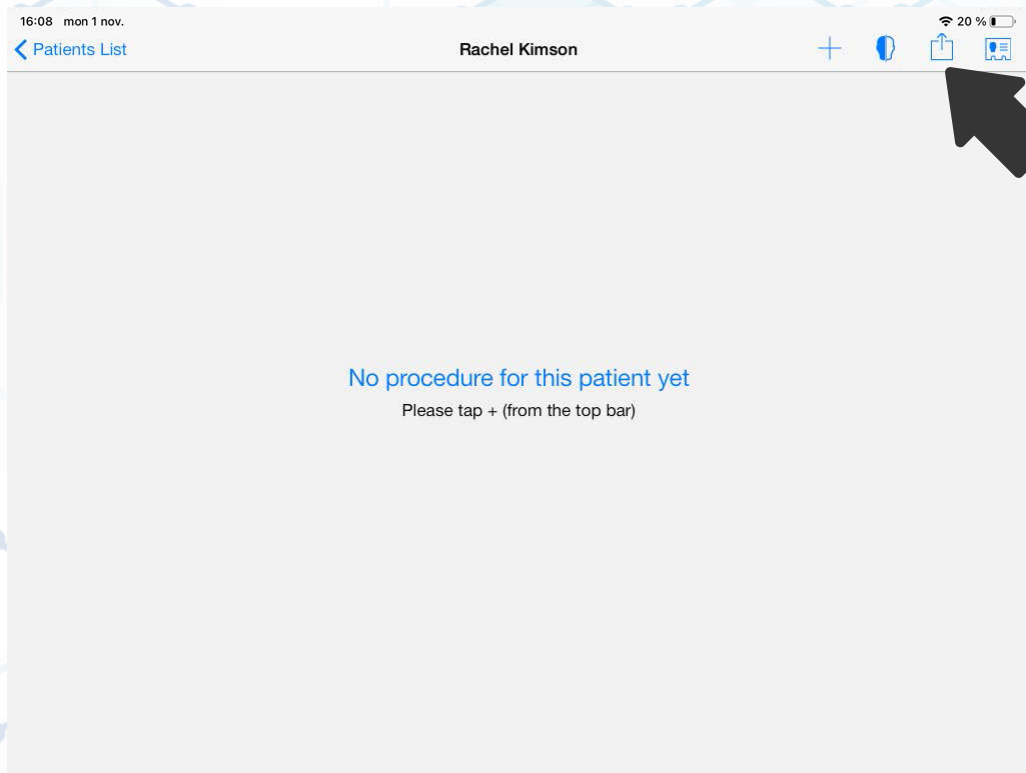 16:08 mon 1 nov.
20 %
Patients List
Rachel Kimson
No procedure for this patient yet
Please tap + (from the top bar)